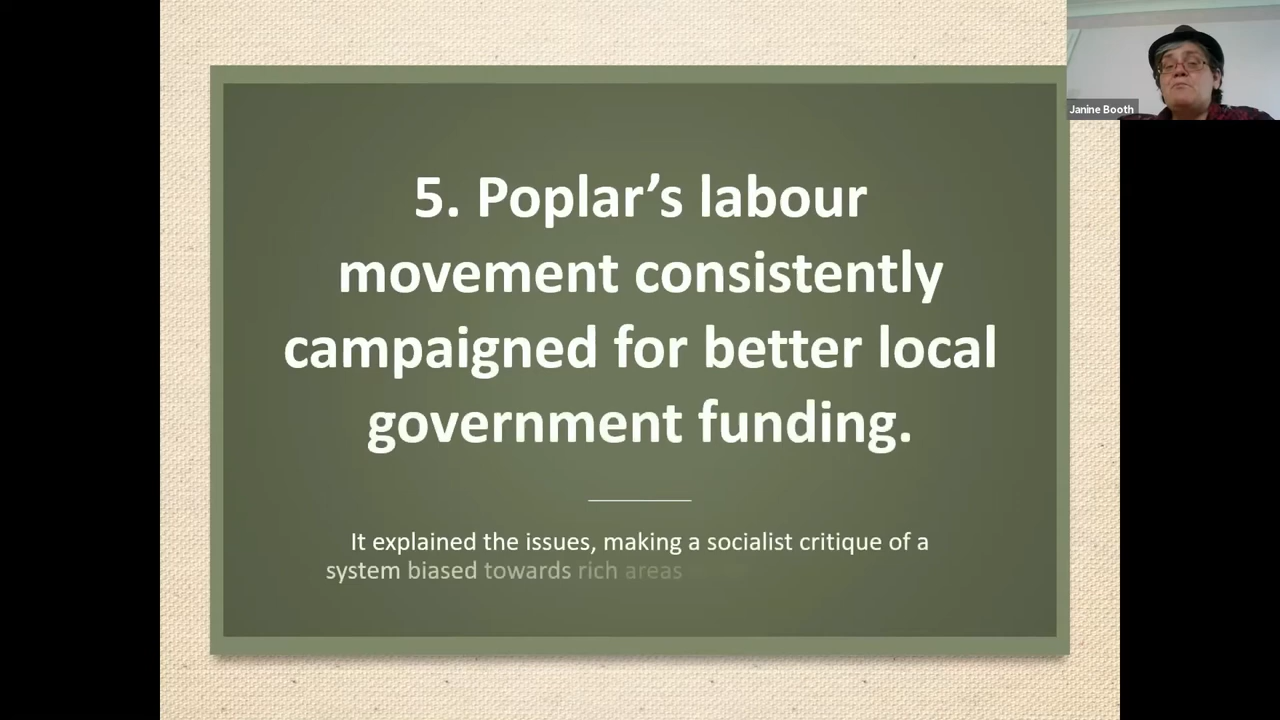 Janine Booth
5. Poplar’s labour
movement consistently
campaigned for better local
government funding.
It explained the issues, making a socialist critique of a
system biased towards rich areas